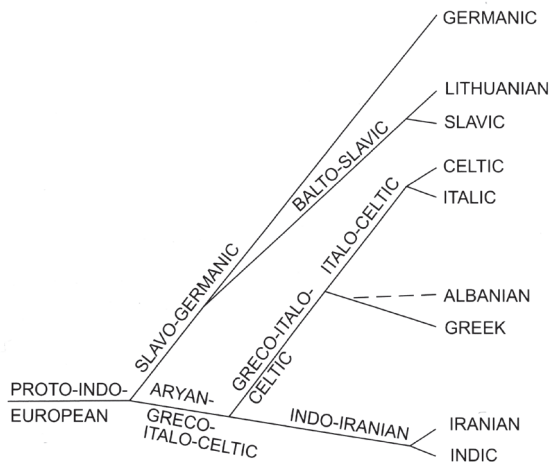 GERMANIC
LITHUANIAN
SLAVIC
BALTO-SLAVIC
CELTIC
ITALIC
ITALO-CELTIC
SLAVO-GERMANIC
ALBANIAN
GREEK
GRECO-ITALO-
CELTIC
PROTO-INDO-
EUROPEAN
ARYAN-
GRECO-
ITALO-CELTIC
INDO-IRANIAN
IRANIAN
INDIC